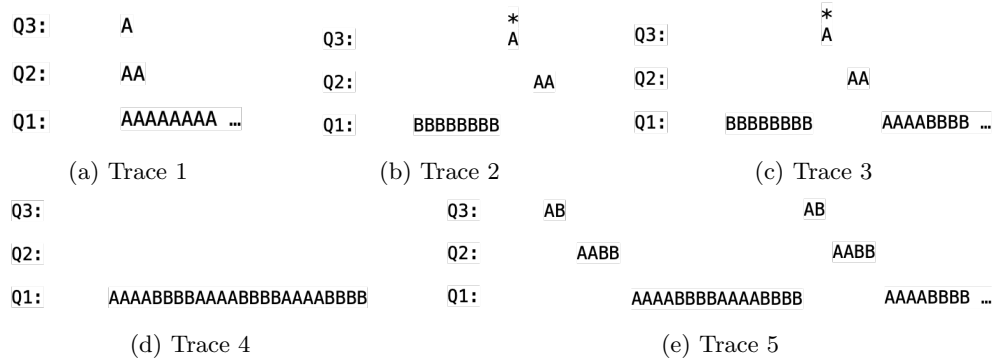 Q3: A
Q2: AA
Q1: AAAAAAAA ...
(a) Trace 1
*
Q3: A
Q2: AA
Q1: BBBBBBBB
(b) Trace 2
*
Q3: A
Q2: AA
Q1: BBBBBBBB AAAABBBB ...
(c) Trace 3
Q3:
Q2:
Q1: AAAABBBBAAAABBBBAAAABBBB
(d) Trace 4
Q3: AB AB
Q2: AABB AABB
Q1: AAAABBBBAAAABBBB AAAABBBB ...
(e) Trace 5